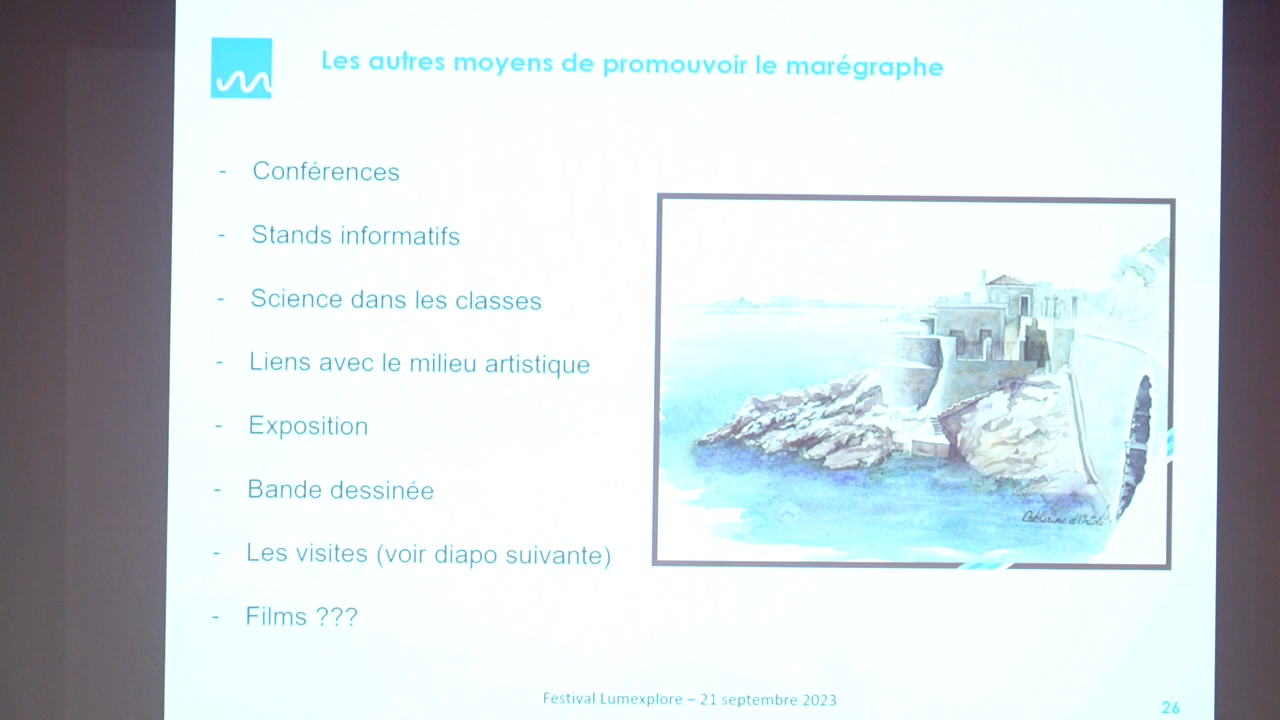 Les autres moyens de promouvoir le marégraphe
- Conférences
- Stands informatifs
- Science dans les classes
- Liens avec le milieu artistique
- Exposition
- Bande dessinée
- Les visites (voir diapo suivante)
- Films ???
Festival Lumexplore – 21 septembre 2023
26